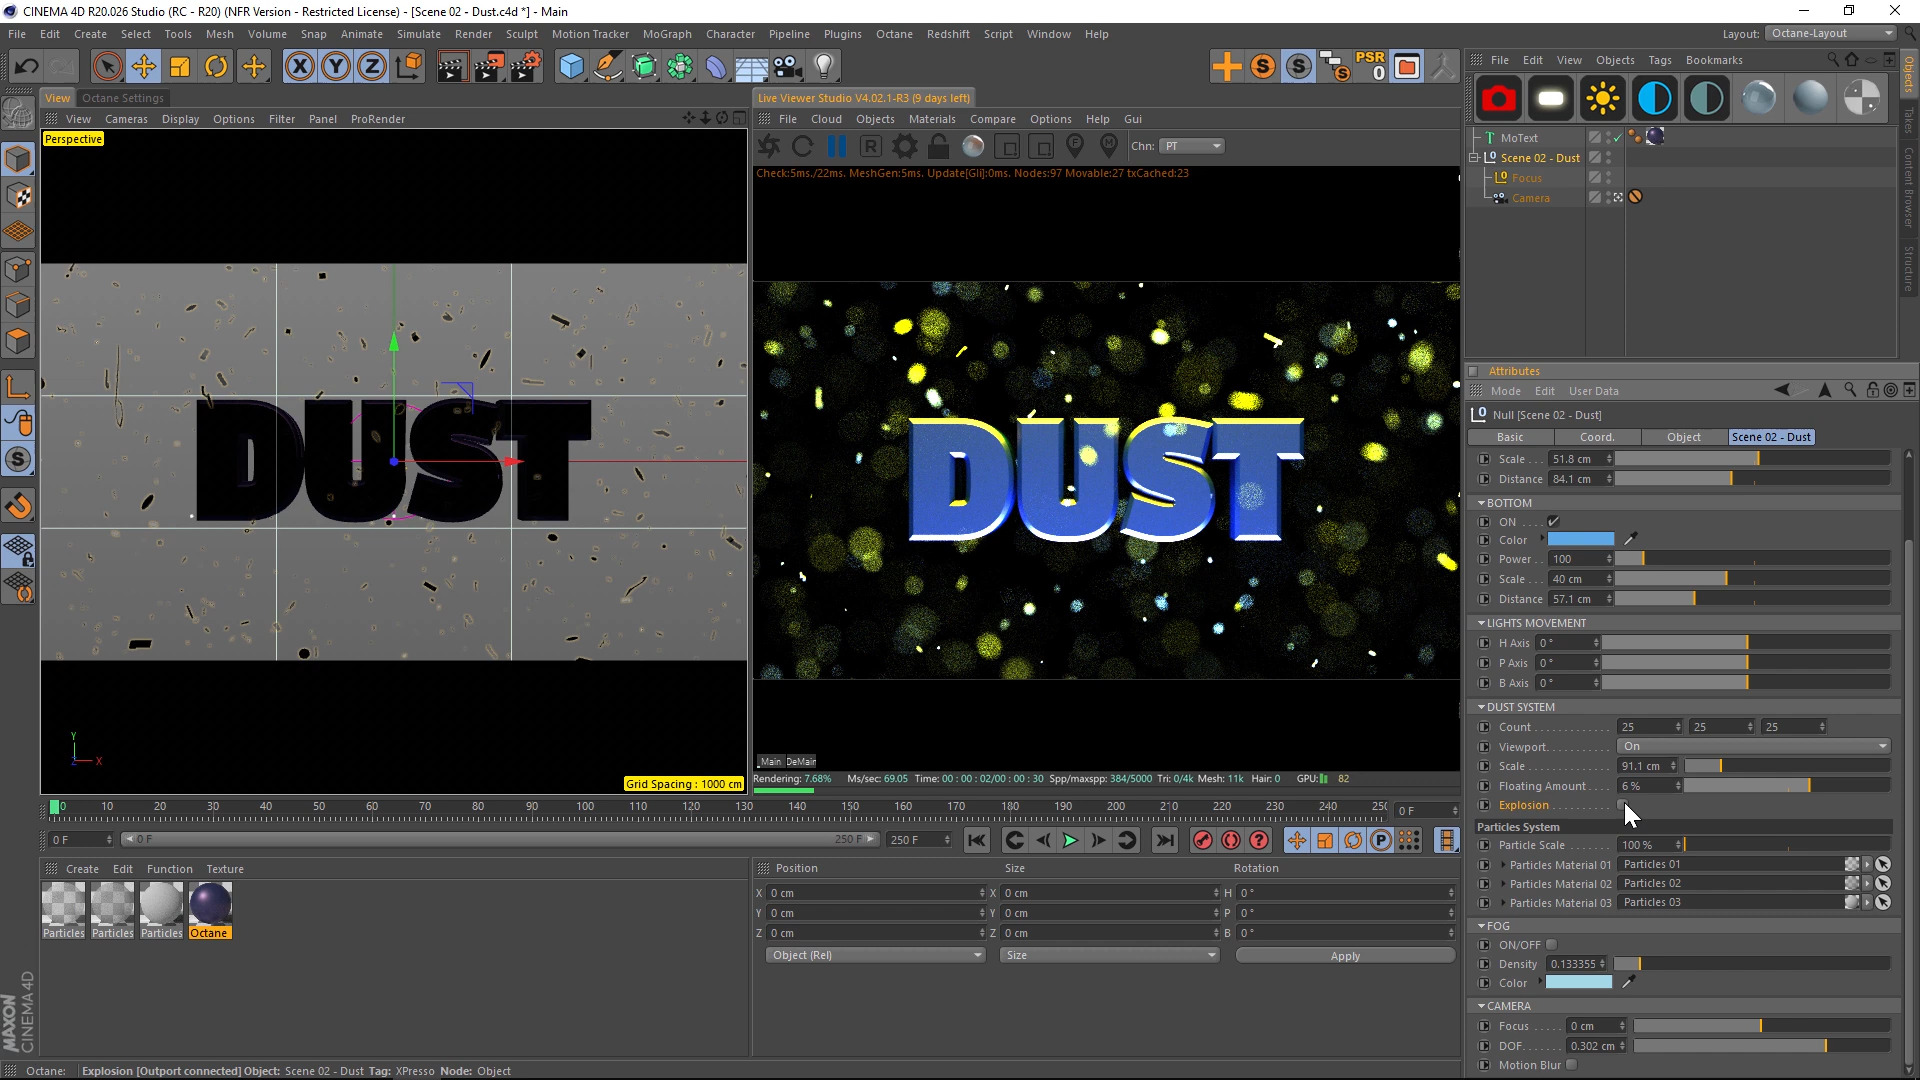 CINEMA 4D R20.026 Studio (RC - R20) (NFR Version - Restricted License) - [Scene 02 - Dust.c4d *] - Main
File Edit Create Select Tools Mesh Volume Snap Animate Simulate Render Sculpt Motion Tracker MoGraph Character Pipeline Plugins Octane Redshift Script Window Help
Layout: Octane-Layout
PSR
0
View Octane Settings
View Cameras Display Options Filter Panel ProRender
Perspective
DUST
Y
X
Z
Grid Spacing : 1000 cm
Live Viewer Studio V4.02.1-R3 (9 days left)
File Cloud Objects Materials Compare Options Help Gui
Chn: PT
Check:5ms./22ms. MeshGen:5ms. Update[Gli]:0ms. Nodes:97 Movable:27 txCached:23
DUST
Main DeMain
Rendering: 7.68% Ms/sec: 69.05 Time: 00 : 00 : 02/00 : 00 : 30 Spp/maxspp: 384/5000 Tri: 0/4k Mesh: 11k Hair: 0 GPU: 82
File Edit View Objects Tags Bookmarks
MoText
Scene 02 - Dust
Focus
Camera
Objects
Takes
Content Browser
Structure
Attributes
Mode Edit User Data
Null [Scene 02 - Dust]
Basic Coord. Object Scene 02 - Dust
Scale 51.8 cm
Distance 84.1 cm
BOTTOM
ON
Color
Power 100
Scale 40 cm
Distance 57.1 cm
LIGHTS MOVEMENT
H Axis 0 °
P Axis 0 °
B Axis 0 °
DUST SYSTEM
Count 25 25 25
Viewport On
Scale 91.1 cm
Floating Amount 6 %
Explosion
Particles System
Particle Scale 100 %
Particles Material 01 Particles 01
Particles Material 02 Particles 02
Particles Material 03 Particles 03
FOG
ON/OFF
Density 0.133355
Color
CAMERA
Focus 0 cm
DOF 0.302 cm
Motion Blur
0 10 20 30 40 50 60 70 80 90 100 110 120 130 140 150 160 170 180 190 200 210 220 230 240 250 0 F
0 F 0 F 250 F 250 F
Create Edit Function Texture
Particles Particles Particles Octane
Position Size Rotation
X 0 cm X 0 cm H 0 °
Y 0 cm Y 0 cm P 0 °
Z 0 cm Z 0 cm B 0 °
Object (Rel) Size Apply
MAXON
CINEMA 4D
Octane: Explosion [Outport connected] Object: Scene 02 - Dust Tag: XPresso Node: Object